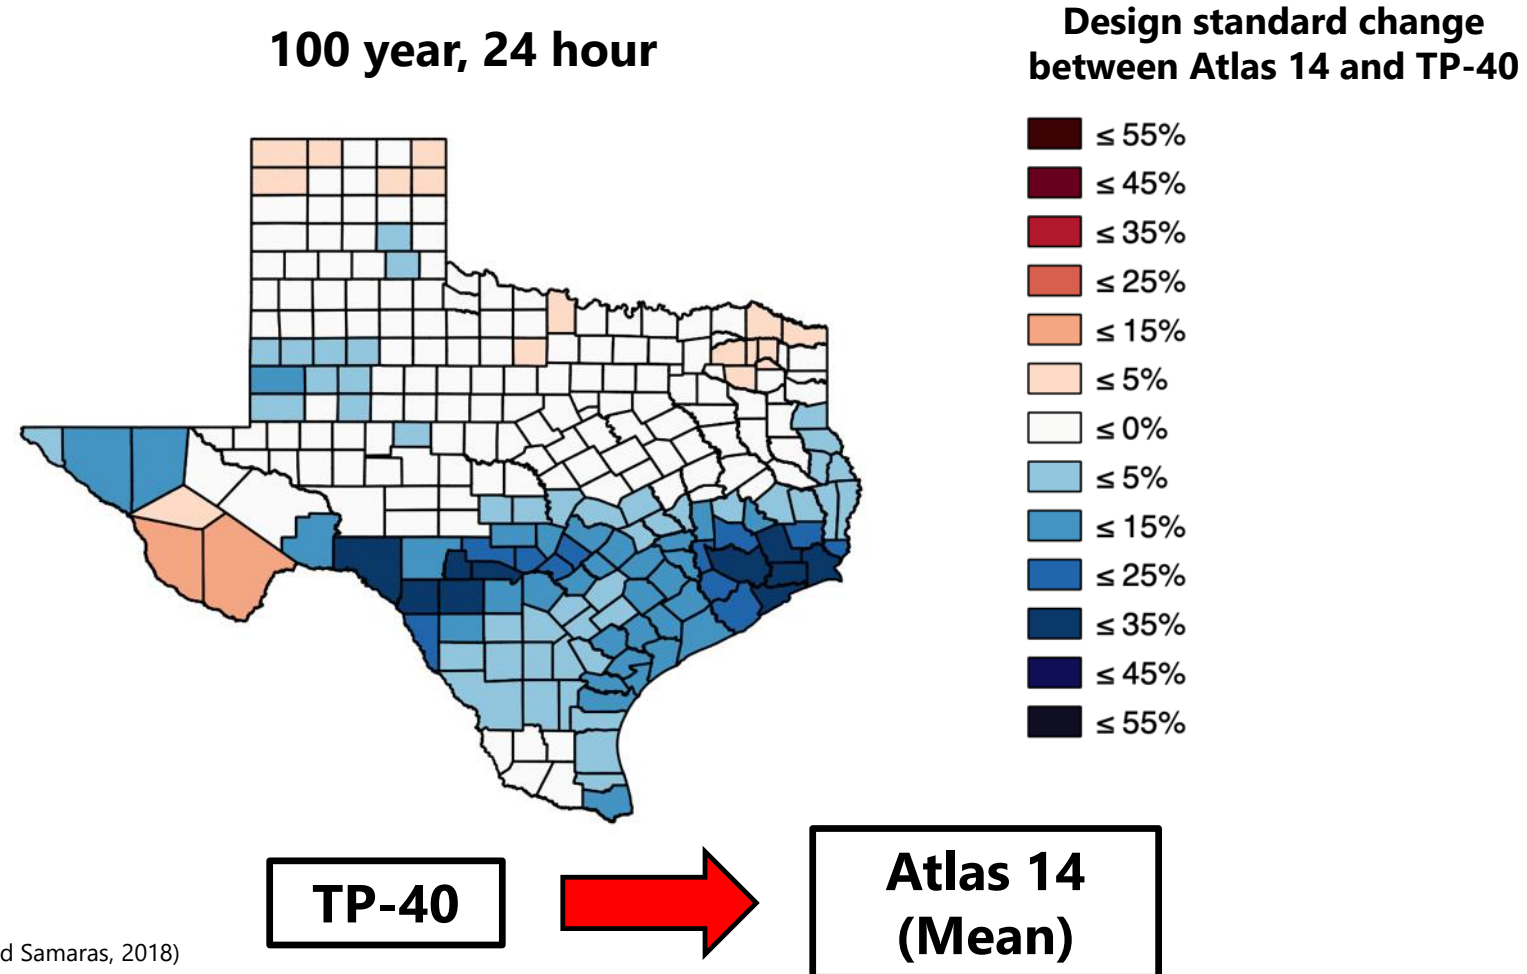 100 year, 24 hour
Design standard change
between Atlas 14 and TP-40
≤ 55%
≤ 45%
≤ 35%
≤ 25%
≤ 15%
≤ 5%
≤ 0%
≤ 5%
≤ 15%
≤ 25%
≤ 35%
≤ 45%
≤ 55%
TP-40
Atlas 14
(Mean)
d Samaras, 2018)